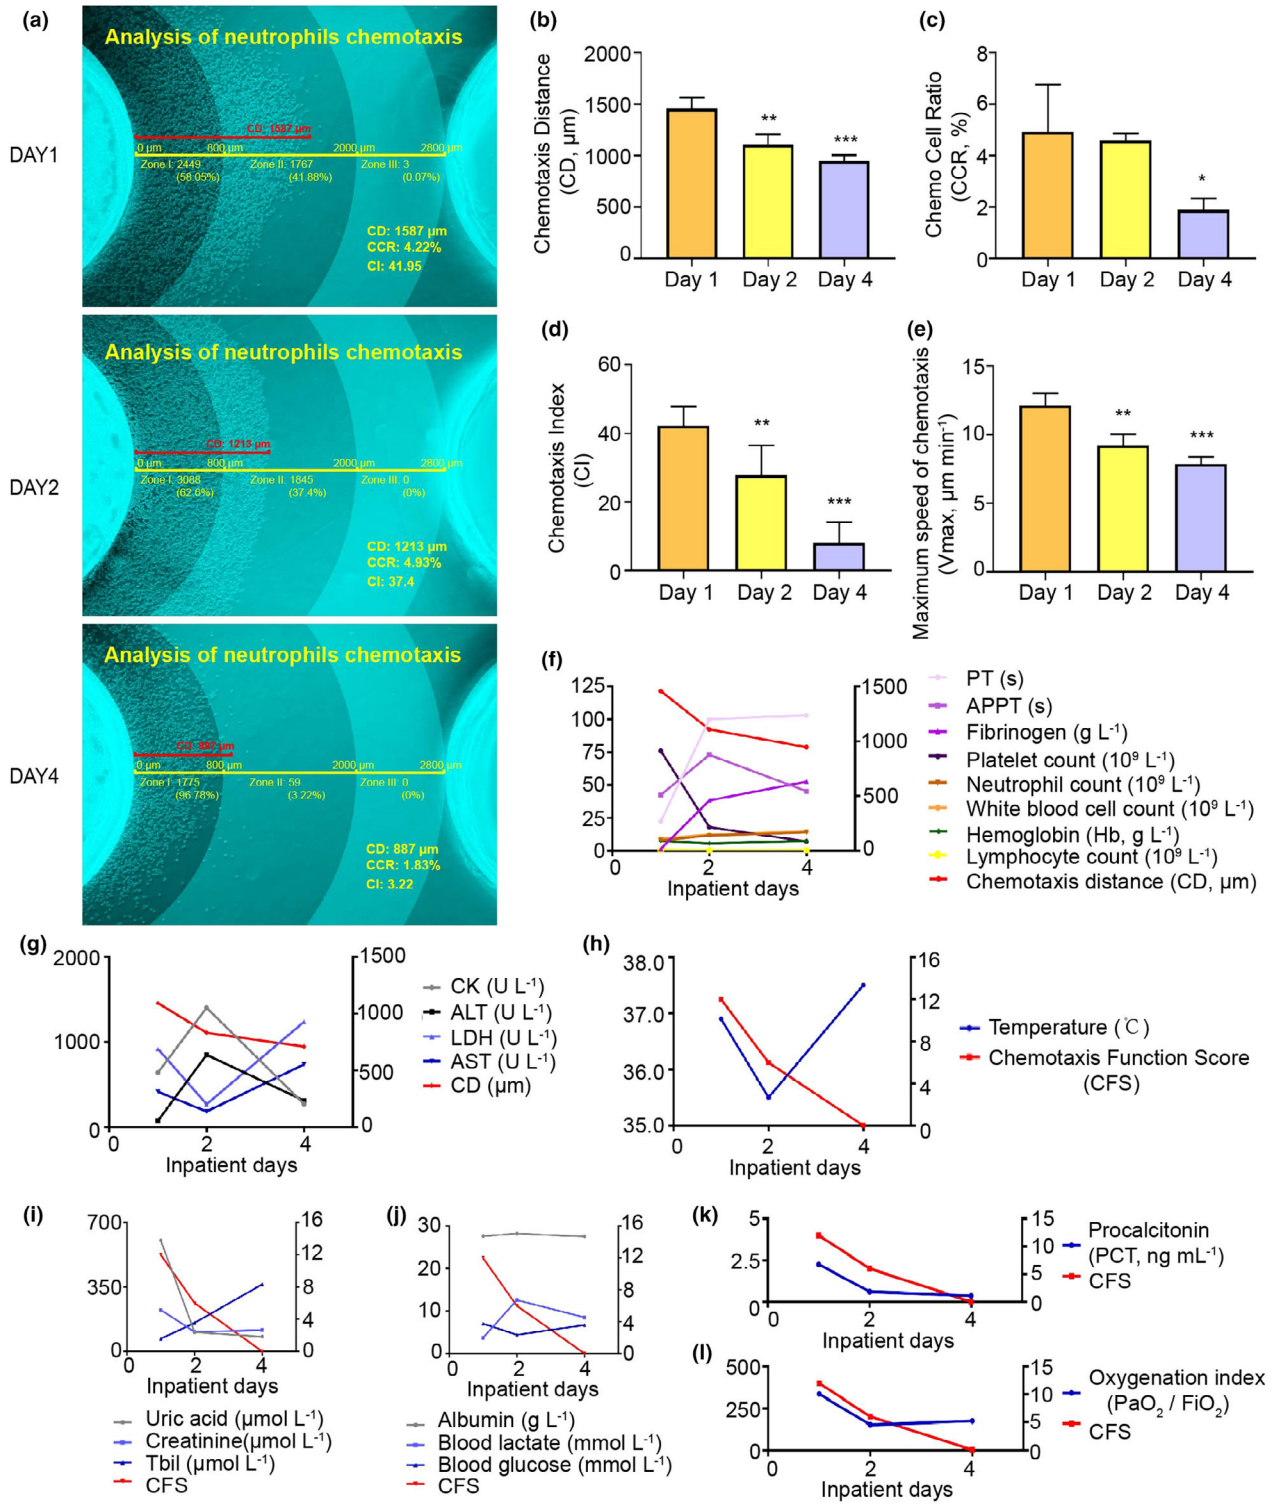 (a)
DAY1
Analysis of neutrophils chemotaxis
CD: 1587 µm
0 µm 800 µm 2000 µm 2800 µm
Zone I: 2449 Zone II: 1767 Zone III: 3
(58.05%) (41.88%) (0.07%)
CD: 1587 µm
CCR: 4.22%
CI: 41.95
DAY2
Analysis of neutrophils chemotaxis
CD: 1213 µm
0 µm 800 µm 2000 µm 2800 µm
Zone I: 3088 Zone II: 1845 Zone III: 0
(62.6%) (37.4%) (0%)
CD: 1213 µm
CCR: 4.93%
CI: 37.4
DAY4
Analysis of neutrophils chemotaxis
CD: 887 µm
0 µm 800 µm 2000 µm 2800 µm
Zone I: 1775 Zone II: 59 Zone III: 0
(96.78%) (3.22%) (0%)
CD: 887 µm
CCR: 1.83%
CI: 3.22
(b)
Chemotaxis Distance
(CD, µm)
2000
1500
1000
500
0
**
***
Day 1 Day 2 Day 4
(c)
Chemo Cell Ratio
(CCR, %)
8
6
4
2
0
*
Day 1 Day 2 Day 4
(d)
Chemotaxis Index
(CI)
60
40
20
0
**
***
Day 1 Day 2 Day 4
(e)
Maximum speed of chemotaxis
(Vmax, µm min⁻¹)
15
10
5
0
**
***
Day 1 Day 2 Day 4
(f)
125 1500
100
75 1000
50 500
25
0 0
0 2 4
Inpatient days
PT (s)
APPT (s)
Fibrinogen (g L⁻¹)
Platelet count (10⁹ L⁻¹)
Neutrophil count (10⁹ L⁻¹)
White blood cell count (10⁹ L⁻¹)
Hemoglobin (Hb, g L⁻¹)
Lymphocyte count (10⁹ L⁻¹)
Chemotaxis distance (CD, µm)
(g)
2000 1500
1000 1000
500
0 0
0 2 4
Inpatient days
CK (U L⁻¹)
ALT (U L⁻¹)
LDH (U L⁻¹)
AST (U L⁻¹)
CD (µm)
(h)
38.0 16
37.0 12
8
36.0 4
35.0 0
0 2 4
Inpatient days
Temperature (℃)
Chemotaxis Function Score
(CFS)
(i)
700 16
12
350 8
4
0 0
0 2 4
Inpatient days
Uric acid (µmol L⁻¹)
Creatinine(µmol L⁻¹)
Tbil (µmol L⁻¹)
CFS
(j)
30 16
20 12
8
10 4
0 0
0 2 4
Inpatient days
Albumin (g L⁻¹)
Blood lactate (mmol L⁻¹)
Blood glucose (mmol L⁻¹)
CFS
(k)
5 15
2.5 10
5
0 0
0 2 4
Inpatient days
Procalcitonin
(PCT, ng mL⁻¹)
CFS
(l)
500 15
250 10
5
0 0
0 2 4
Inpatient days
Oxygenation index
(PaO₂ / FiO₂)
CFS